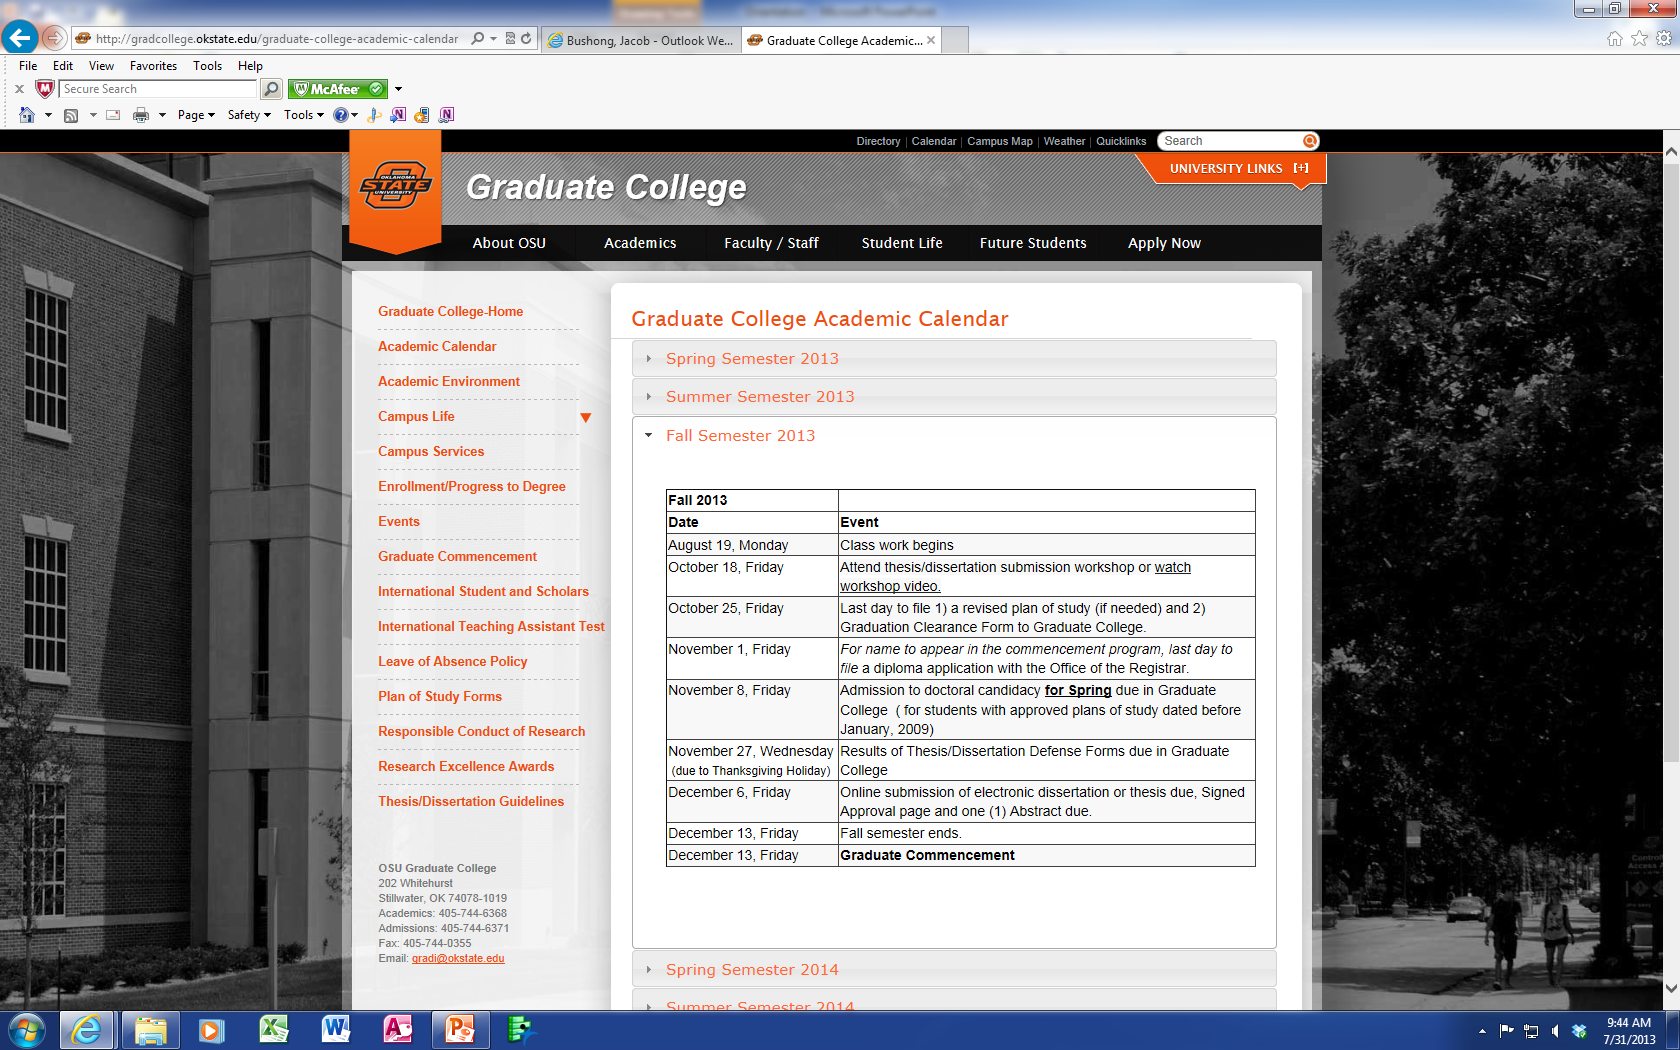 http://gradcollege.okstate.edu/graduate-college-academic-calendar
Bushong, Jacob - Outlook We...
Graduate College Academic...
File Edit View Favorites Tools Help
Secure Search
McAfee
Page Safety Tools
Directory | Calendar | Campus Map | Weather | Quicklinks
Search
UNIVERSITY LINKS [+]
OKLAHOMA
STATE
UNIVERSITY
Graduate College
About OSU Academics Faculty / Staff Student Life Future Students Apply Now
Graduate College-Home
Academic Calendar
Academic Environment
Campus Life
Campus Services
Enrollment/Progress to Degree
Events
Graduate Commencement
International Student and Scholars
International Teaching Assistant Test
Leave of Absence Policy
Plan of Study Forms
Responsible Conduct of Research
Research Excellence Awards
Thesis/Dissertation Guidelines
OSU Graduate College
202 Whitehurst
Stillwater, OK 74078-1019
Academics: 405-744-6368
Admissions: 405-744-6371
Fax: 405-744-0355
Email: gradi@okstate.edu
Graduate College Academic Calendar
Spring Semester 2013
Summer Semester 2013
Fall Semester 2013
Fall 2013
Date Event
August 19, Monday Class work begins
October 18, Friday Attend thesis/dissertation submission workshop or watch
workshop video.
October 25, Friday Last day to file 1) a revised plan of study (if needed) and 2)
Graduation Clearance Form to Graduate College.
November 1, Friday For name to appear in the commencement program, last day to
file a diploma application with the Office of the Registrar.
November 8, Friday Admission to doctoral candidacy for Spring due in Graduate
College ( for students with approved plans of study dated before
January, 2009)
November 27, Wednesday Results of Thesis/Dissertation Defense Forms due in Graduate
(due to Thanksgiving Holiday) College
December 6, Friday Online submission of electronic dissertation or thesis due, Signed
Approval page and one (1) Abstract due.
December 13, Friday Fall semester ends.
December 13, Friday Graduate Commencement
Spring Semester 2014
Summer Semester 2014
9:44 AM
7/31/2013